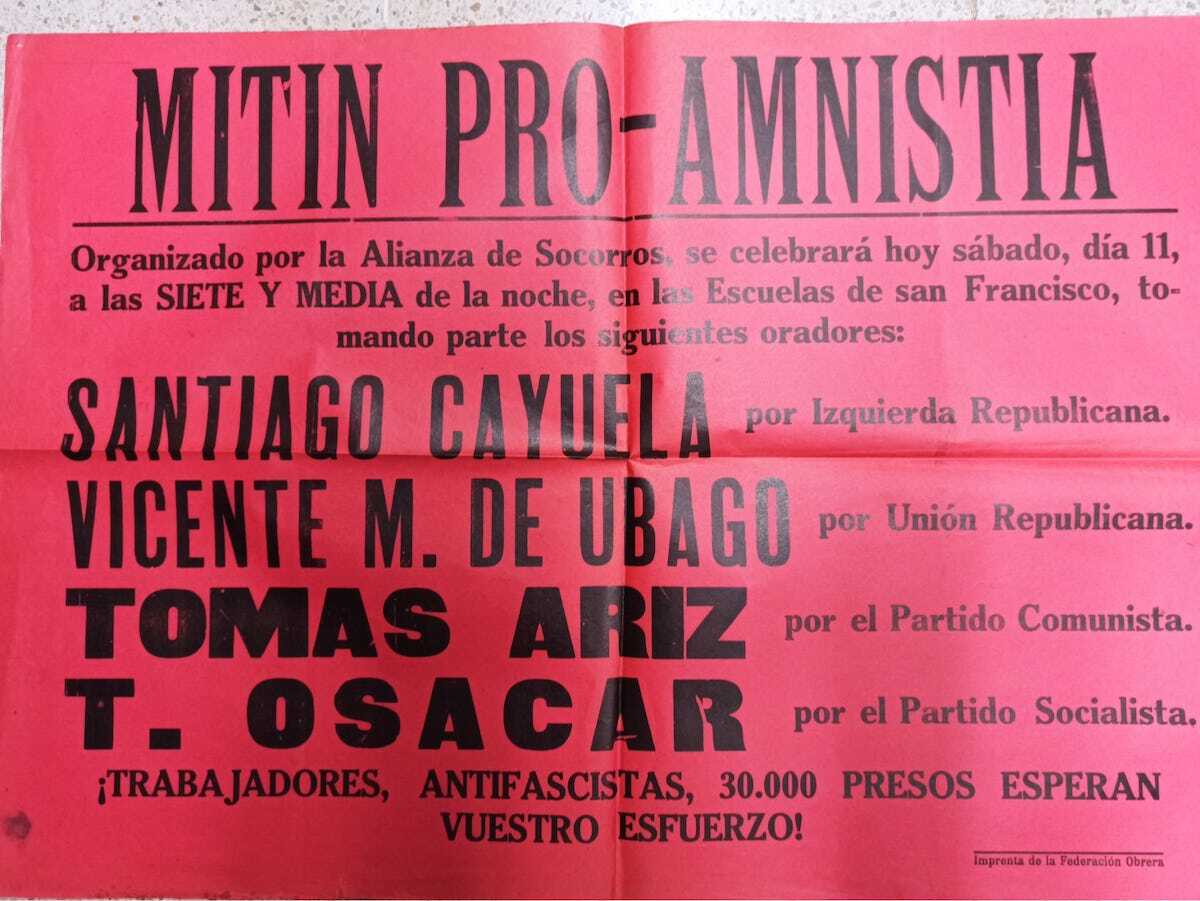 MITIN PRO-AMNISTIA
Organizado por la Alianza de Socorros, se celebrará hoy sábado, día 11,
a las SIETE Y MEDIA de la noche, en las Escuelas de san Francisco, to-
mando parte los siguientes oradores:
SANTIAGO CAYUELA por Izquierda Republicana.
VICENTE M. DE UBAGO por Unión Republicana.
TOMAS ARIZ por el Partido Comunista.
T. OSACAR por el Partido Socialista.
¡TRABAJADORES, ANTIFASCISTAS, 30.000 PRESOS ESPERAN
VUESTRO ESFUERZO!
Imprenta de la Federación Obrera